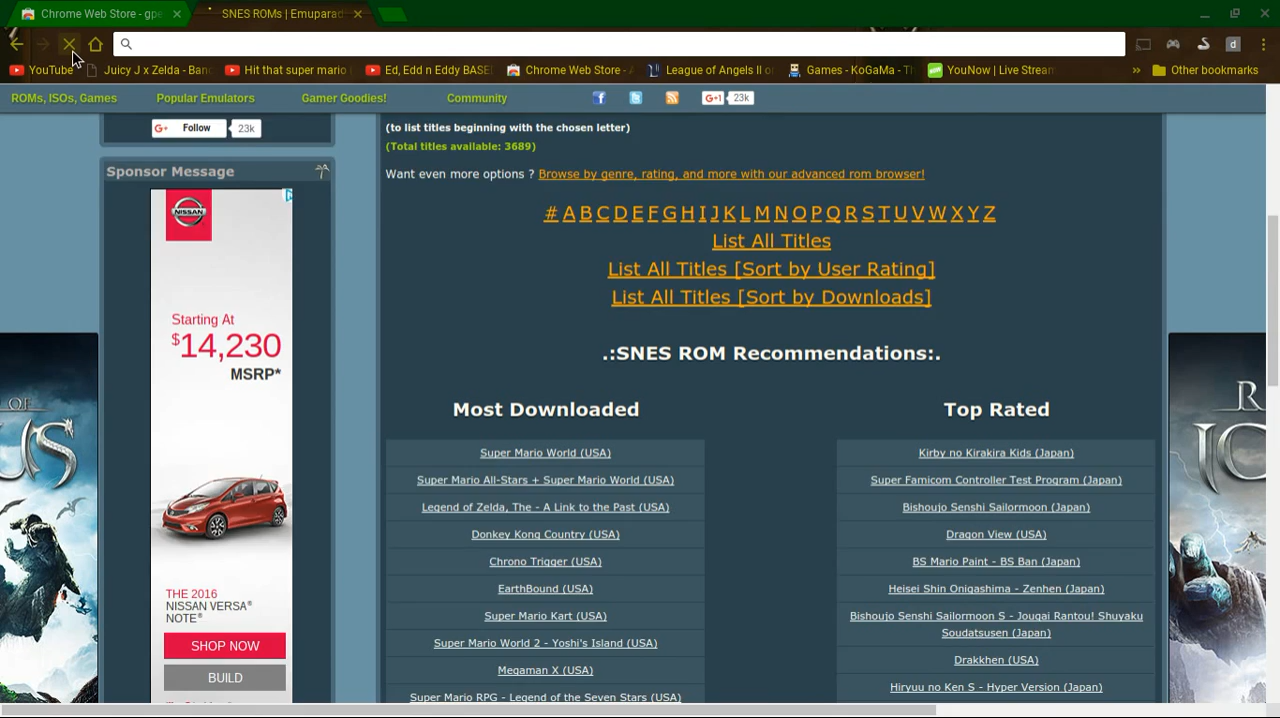 Chrome Web Store - gpe
SNES ROMs | Emuparad
d
YouTube
Juicy J x Zelda - Ban
Hit that super mario
Ed, Edd n Eddy BASE
Chrome Web Store - A
League of Angels II o
Games - KoGaMa - T
YouNow | Live Stream
Other bookmarks
ROMs, ISOs, Games
Popular Emulators
Gamer Goodies!
Community
G+1 23k
G+ Follow 23k
(to list titles beginning with the chosen letter)
(Total titles available: 3689)
Want even more options ? Browse by genre, rating, and more with our advanced rom browser!
Sponsor Message
NISSAN
# A B C D E F G H I J K L M N O P Q R S T U V W X Y Z
List All Titles
List All Titles [Sort by User Rating]
List All Titles [Sort by Downloads]
Starting At
$14,230
MSRP*
.:SNES ROM Recommendations:.
Most Downloaded
Super Mario World (USA)
Super Mario All-Stars + Super Mario World (USA)
Legend of Zelda, The - A Link to the Past (USA)
Donkey Kong Country (USA)
Chrono Trigger (USA)
EarthBound (USA)
Super Mario Kart (USA)
Super Mario World 2 - Yoshi's Island (USA)
Megaman X (USA)
Super Mario RPG - Legend of the Seven Stars (USA)
Top Rated
Kirby no Kirakira Kids (Japan)
Super Famicom Controller Test Program (Japan)
Bishoujo Senshi Sailormoon (Japan)
Dragon View (USA)
BS Mario Paint - BS Ban (Japan)
Heisei Shin Onigashima - Zenhen (Japan)
Bishoujo Senshi Sailormoon S - Jougai Rantou! Shuyaku
Soudatsusen (Japan)
Drakkhen (USA)
Hiryuu no Ken S - Hyper Version (Japan)
THE 2016
NISSAN VERSA®
NOTE®
SHOP NOW
BUILD
OF
US
R
IC